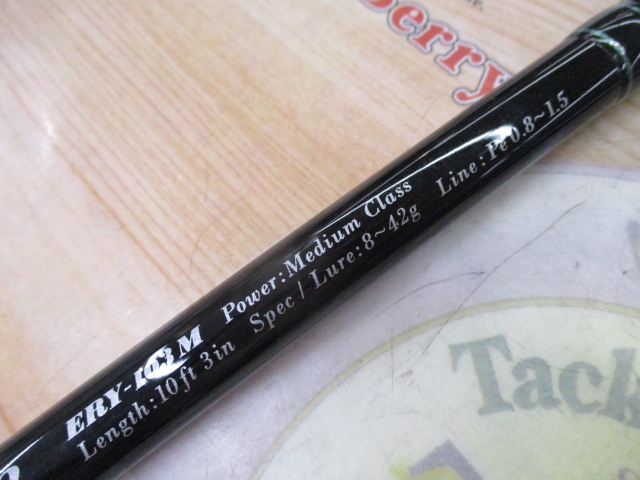 ERY-103M Power:Medium Class
Length:10ft 3in Spec / Lure:8~42g Line:Pe 0.8~1.5
berry
Tack